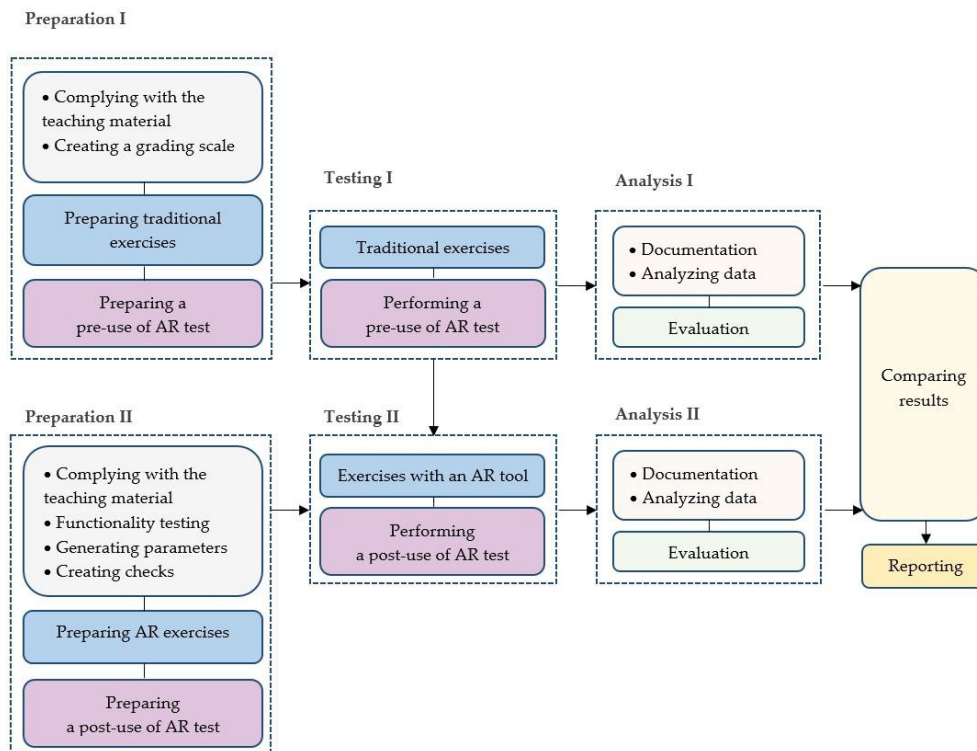 Preparation I
• Complying with the
teaching material
• Creating a grading scale
Preparing traditional
exercises
Preparing a
pre-use of AR test
Testing I
Traditional exercises
Performing a
pre-use of AR test
Analysis I
• Documentation
• Analyzing data
Evaluation
Preparation II
• Complying with the
teaching material
• Functionality testing
• Generating parameters
• Creating checks
Preparing AR exercises
Preparing
a post-use of AR test
Testing II
Exercises with an AR tool
Performing
a post-use of AR test
Analysis II
• Documentation
• Analyzing data
Evaluation
Comparing
results
Reporting